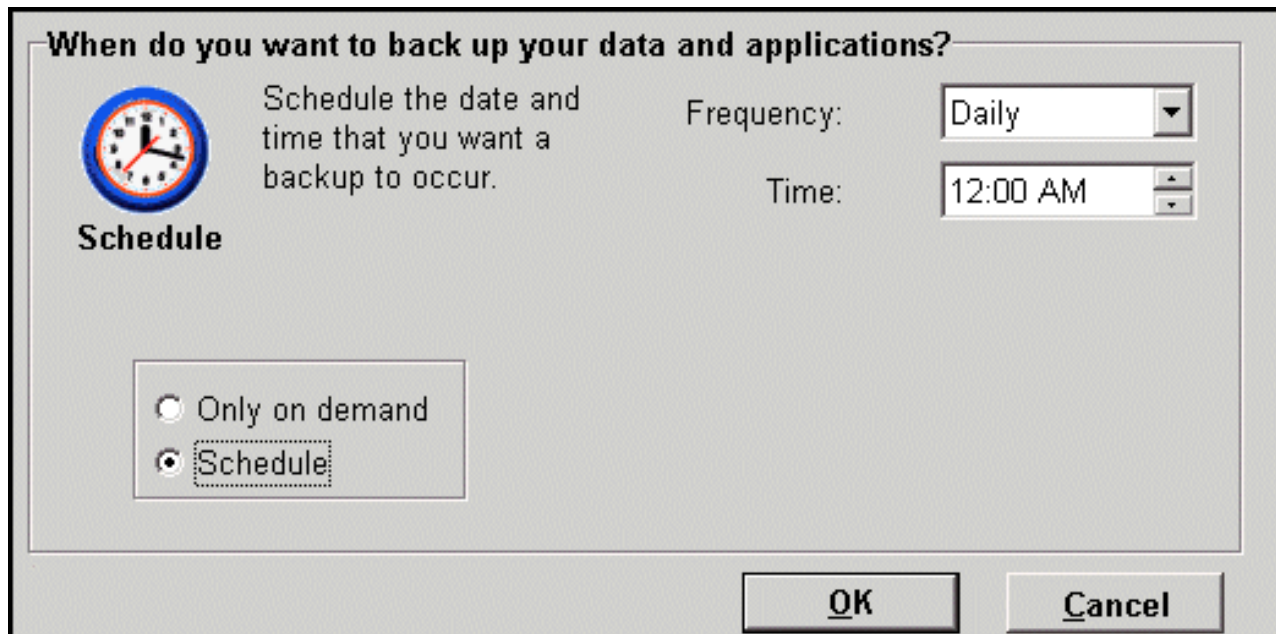 When do you want to back up your data and applications?
Schedule the date and
time that you want a
backup to occur.
Schedule
Frequency:
Daily
Time:
12:00 AM
Only on demand
Schedule
OK
Cancel